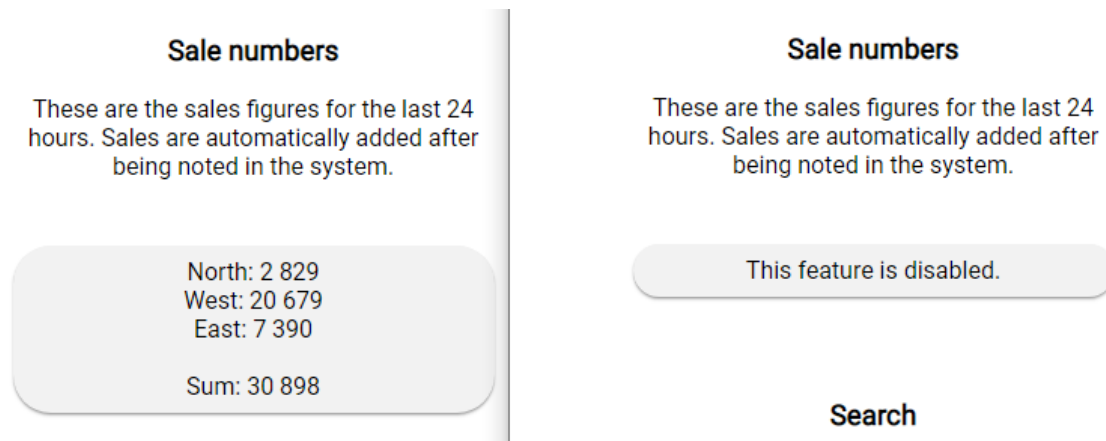 Sale numbers
These are the sales figures for the last 24
hours. Sales are automatically added after
being noted in the system.
North: 2 829
West: 20 679
East: 7 390
Sum: 30 898
Sale numbers
These are the sales figures for the last 24
hours. Sales are automatically added after
being noted in the system.
This feature is disabled.
Search